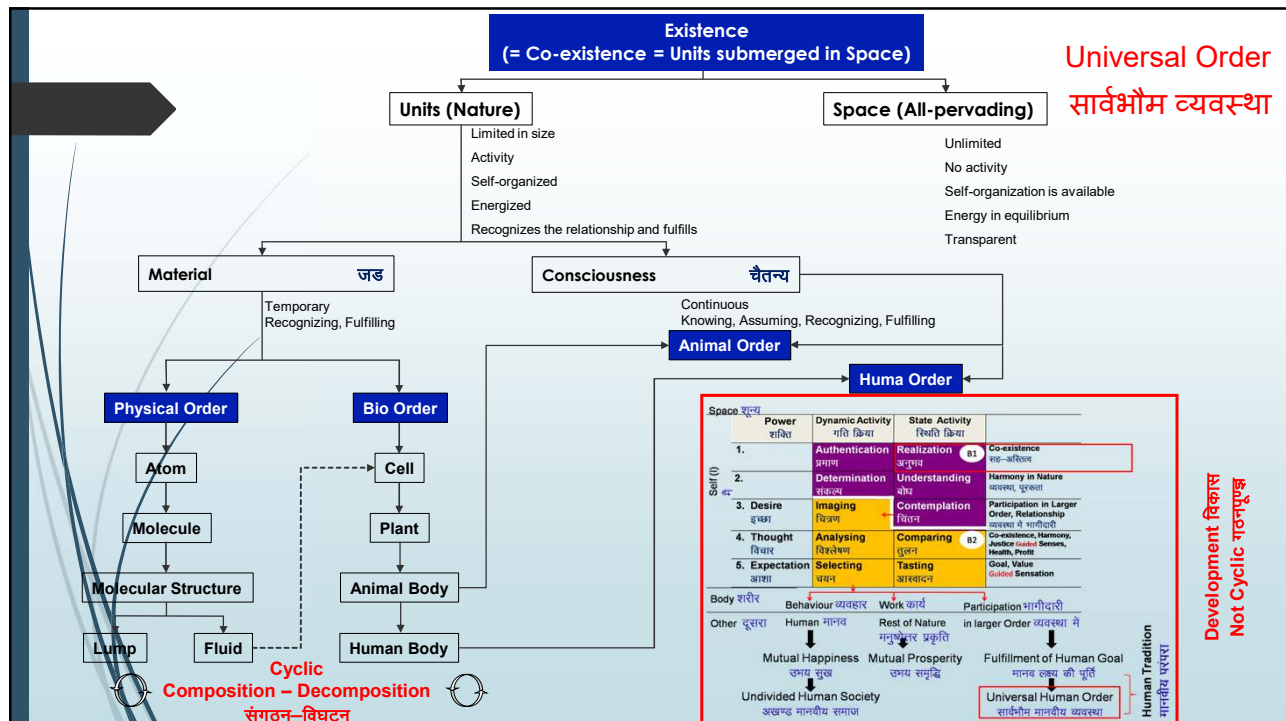 Existence
(= Co-existence = Units submerged in Space)
Universal Order
सार्वभौम व्यवस्था
Units (Nature)
Limited in size
Activity
Self-organized
Energized
Recognizes the relationship and fulfills
Space (All-pervading)
Unlimited
No activity
Self-organization is available
Energy in equilibrium
Transparent
Material जड
Temporary
Recognizing, Fulfilling
Consciousness चैतन्य
Continuous
Knowing, Assuming, Recognizing, Fulfilling
Animal Order
Huma Order
Physical Order
Bio Order
Atom
Cell
Molecule
Plant
Molecular Structure
Animal Body
Lump
Fluid
Human Body
Cyclic
Composition – Decomposition
संगठन–विघटन
Space शून्य
Power
शक्ति
Dynamic Activity
गति क्रिया
State Activity
स्थिति क्रिया
Self (I)
1.
Authentication
प्रमाण
Realization
अनुभव
B1
Co-existence
सह–अस्तित्व
2.
Determination
संकल्प
Understanding
बोध
Harmony in Nature
व्यवस्था, पूरकता
3. Desire
इच्छा
Imaging
चित्रण
Contemplation
चिंतन
Participation in Larger
Order, Relationship
व्यवस्था में भागीदारी
4. Thought
विचार
Analysing
विश्लेषण
Comparing
तुलन
B2
Co-existence, Harmony,
Justice Guided Senses,
Health, Profit
5. Expectation
आशा
Selecting
चयन
Tasting
आस्वादन
Goal, Value
Guided Sensation
Body शरीर
Behaviour व्यवहार
Work कार्य
Participation भागीदारी
Other दूसरा
Human मानव
Rest of Nature
मनुष्येत्तर प्रकृति
in larger Order व्यवस्था में
Mutual Happiness
उभय सुख
Mutual Prosperity
उभय समृद्धि
Fulfillment of Human Goal
मानव लक्ष्य की पूर्ति
Undivided Human Society
अखण्ड मानवीय समाज
Universal Human Order
सार्वभौम मानवीय व्यवस्था
Human Tradition
मानवीय परंपरा
Development विकास
Not Cyclic गठनपूण्ज्ञ